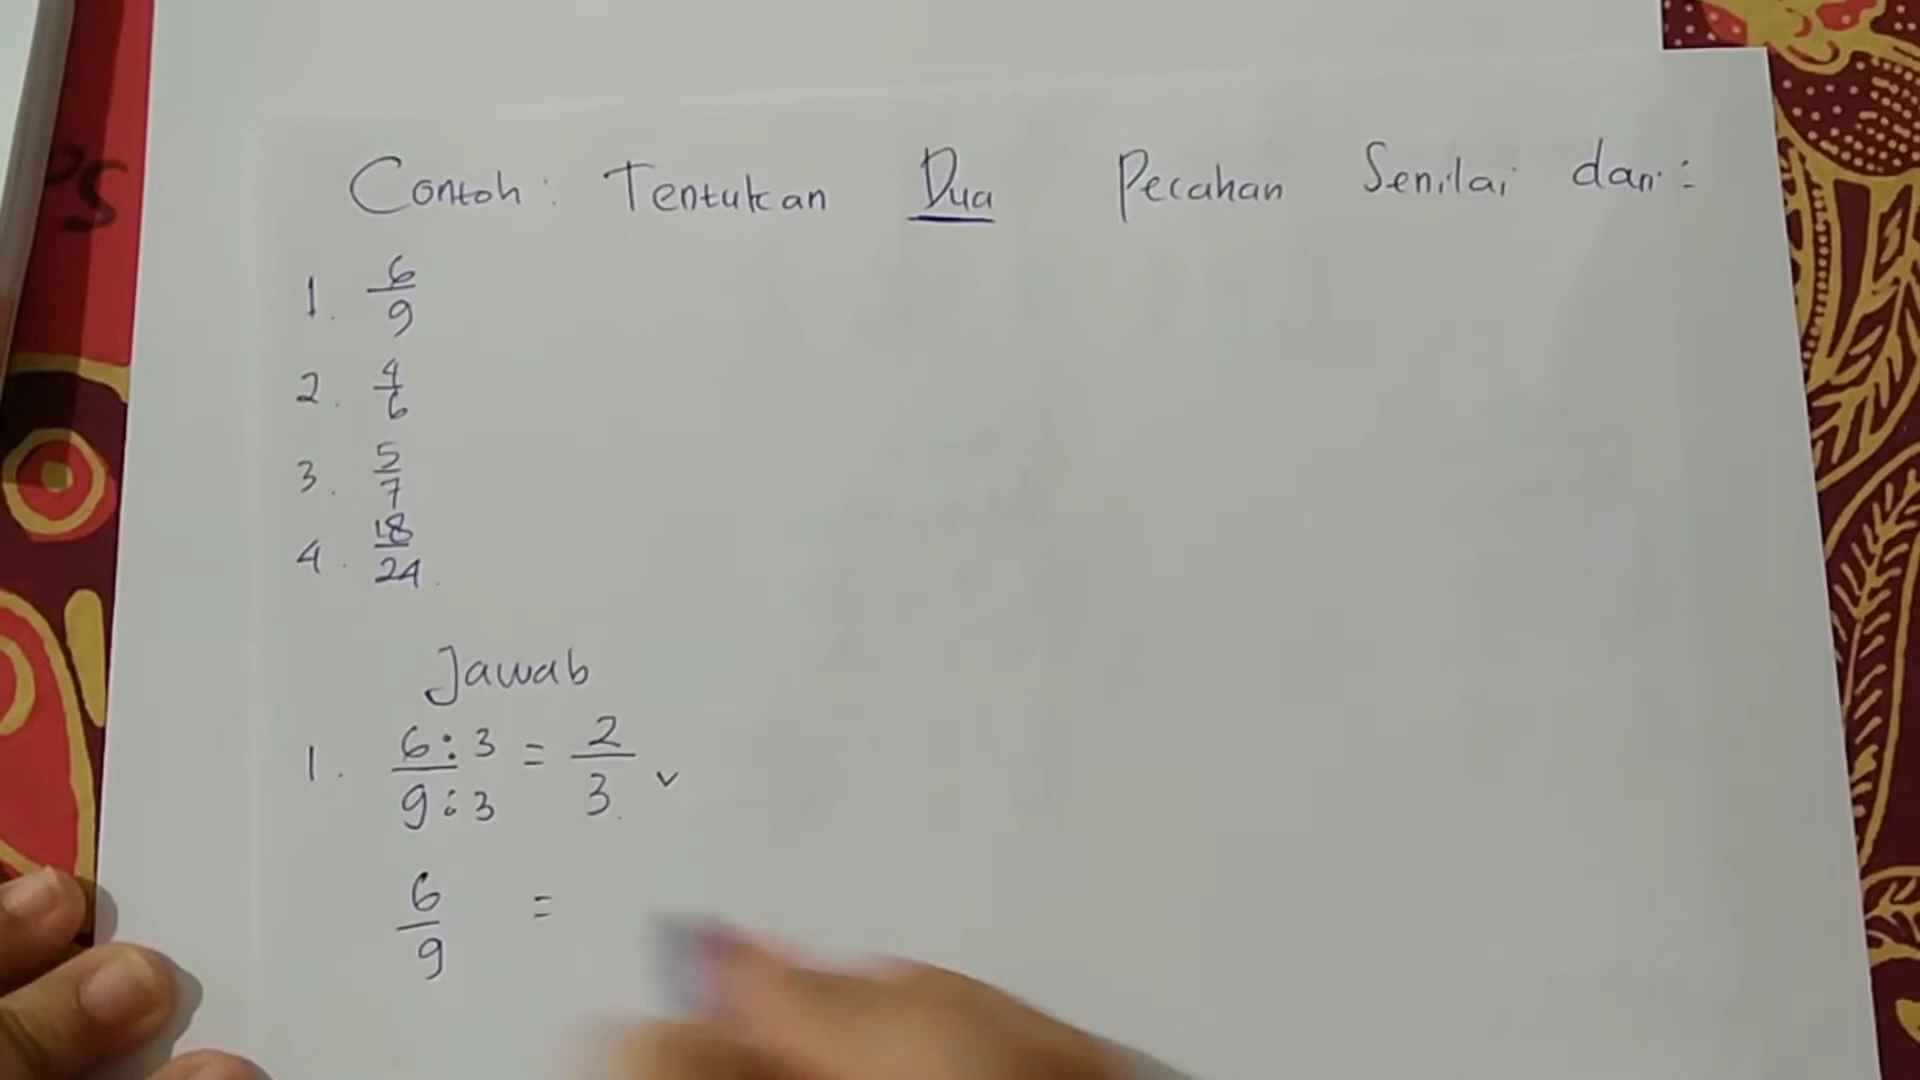 Contoh: Tentukan Dua Pecahan Senilai dari:
1. 6/9
2. 4/6
3. 5/7
4. 18/24.
Jawab
1. 6:3/9:3 = 2/3. v
6/9 =